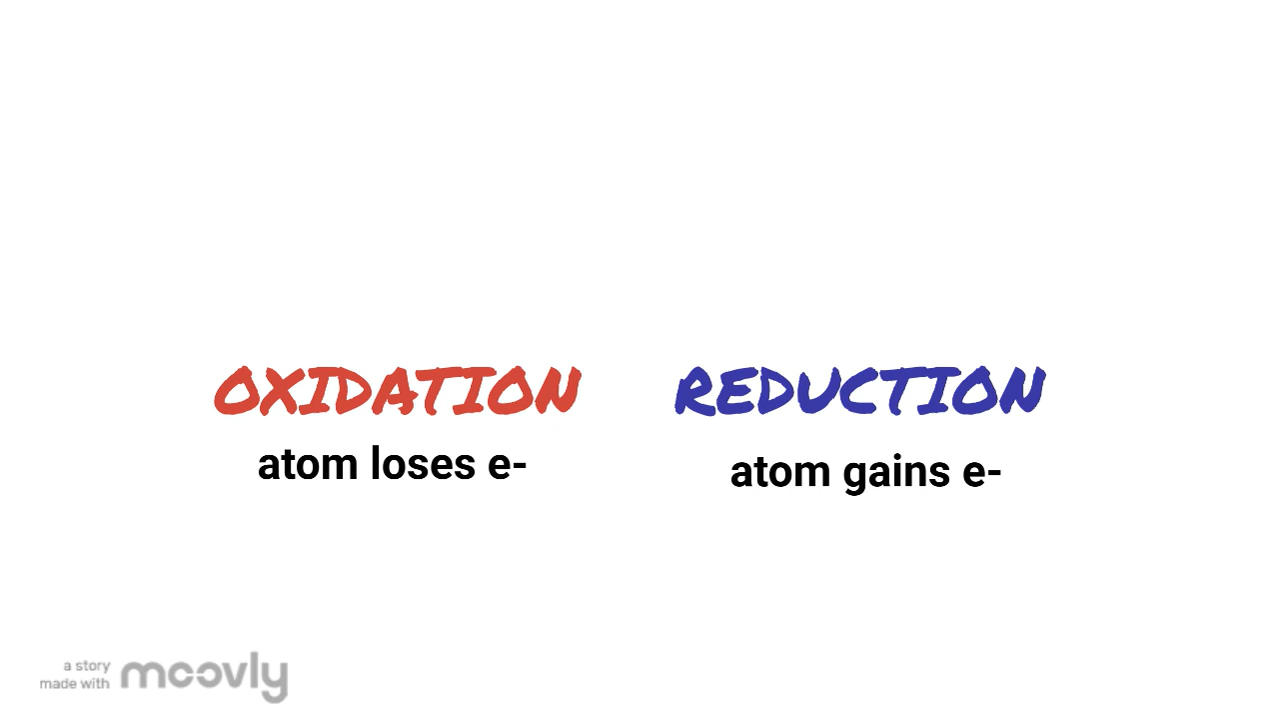 OXIDATION
atom loses e-
REDUCTION
atom gains e-
a story
made with
moovly